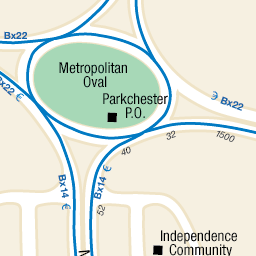 Bx22
Metropolitan
Oval
Parkchester
P.O.
Bx22 €
€ Bx22
40
32
1500
Bx14 €
Bx14 €
52
Independence
Community